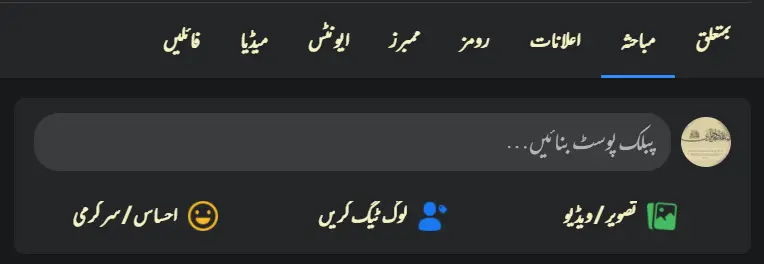 بمتعلق مباحثہ اعلانات رومز ممبرز ایونٹس میڈیا فائلیں
پبلک پوسٹ بنائیں...
تصویر/ویڈیو لوگ ٹیگ کریں احساس/سرگرمی